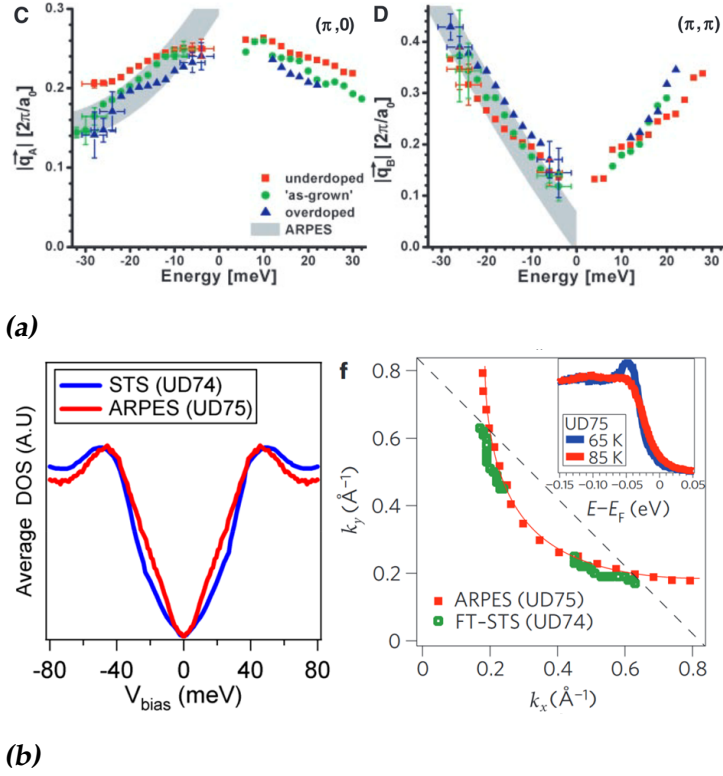 C
(π,0)
|q⃗A| [2π/a₀]
0.3
0.2
0.1
0.0
underdoped
'as-grown'
overdoped
ARPES
-30 -20 -10 0 10 20 30
Energy [meV]
D
(π,π)
|q⃗B| [2π/a₀]
0.4
0.3
0.2
0.1
0.0
-30 -20 -10 0 10 20 30
Energy [meV]
(a)
STS (UD74)
ARPES (UD75)
Average DOS (A.U)
-80 -40 0 40 80
Vbias (meV)
f
0.8
0.6
0.4
0.2
0
ky (Å⁻¹)
UD75
65 K
85 K
-0.15 -0.1 -0.05 0 0.05
E−EF (eV)
ARPES (UD75)
FT–STS (UD74)
0 0.2 0.4 0.6 0.8
kx (Å⁻¹)
(b)